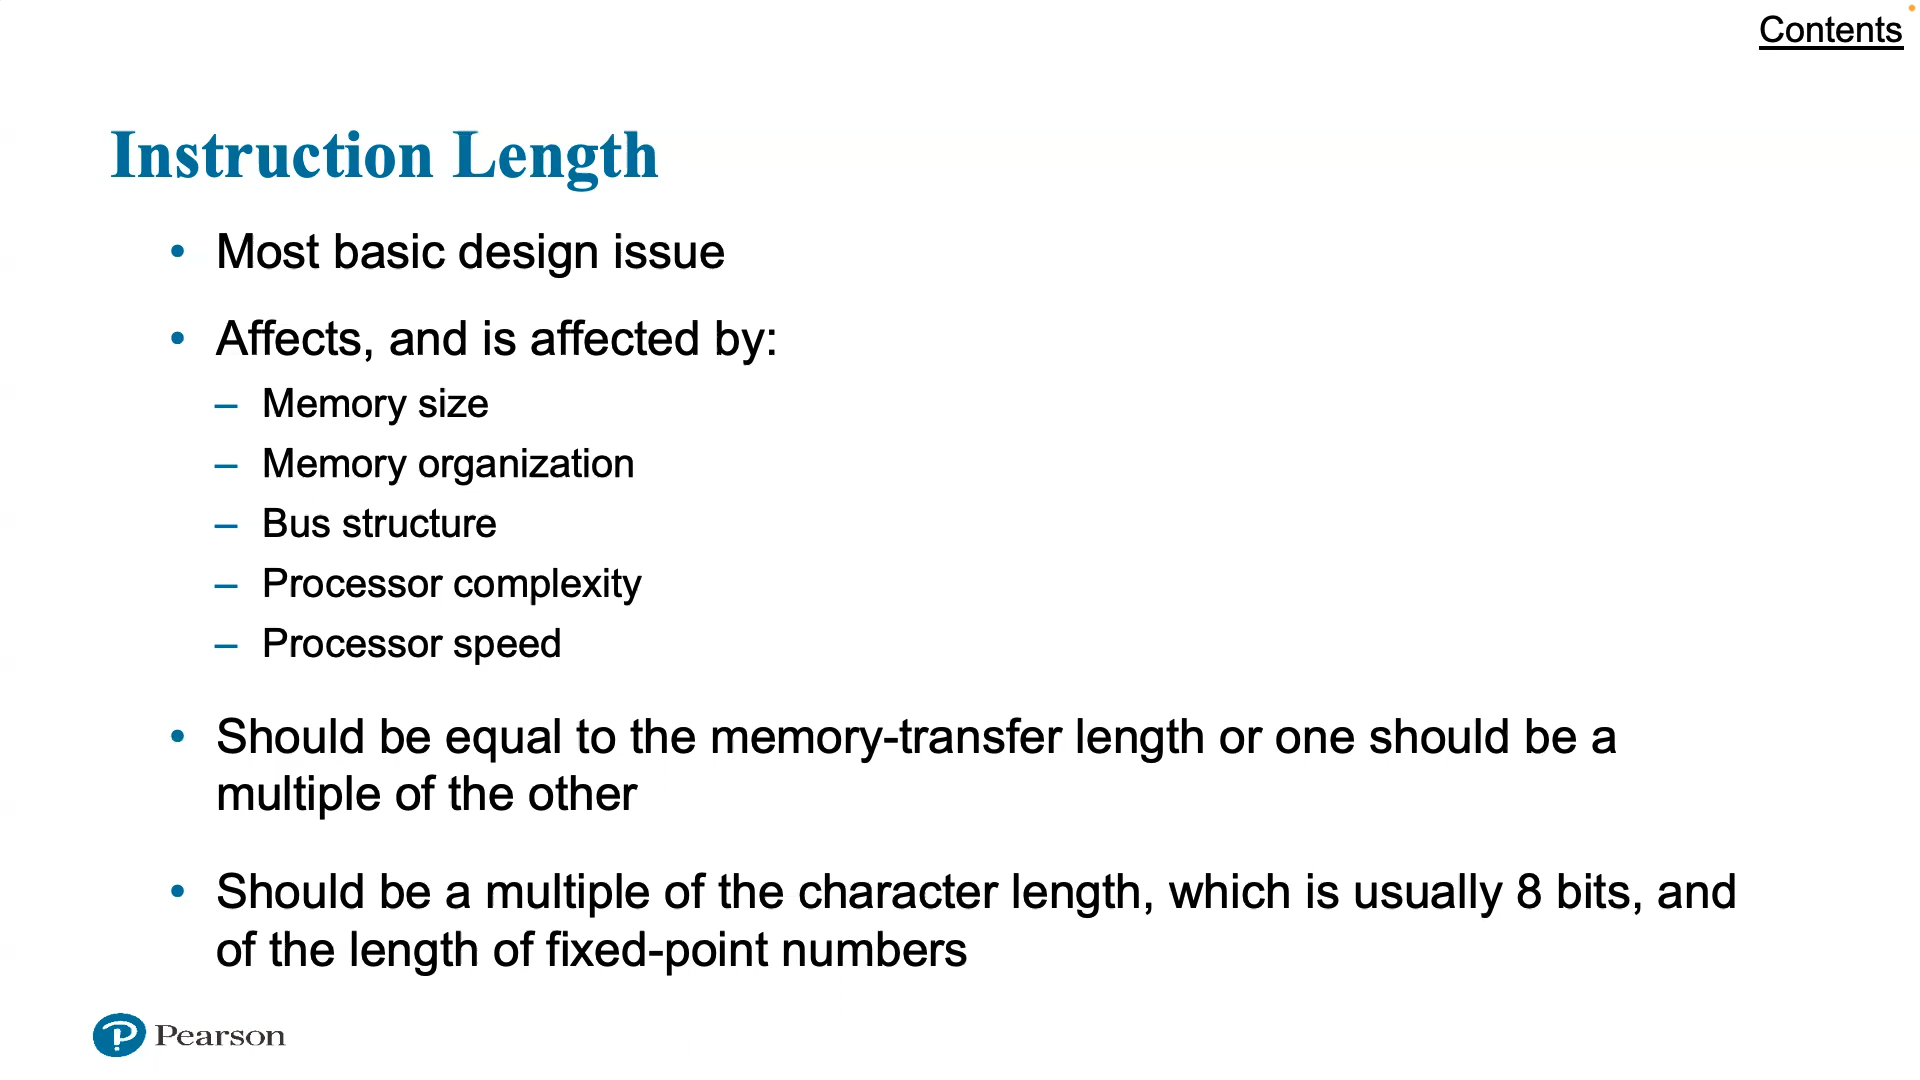 Contents
Instruction Length
• Most basic design issue
• Affects, and is affected by:
– Memory size
– Memory organization
– Bus structure
– Processor complexity
– Processor speed
• Should be equal to the memory-transfer length or one should be a
multiple of the other
• Should be a multiple of the character length, which is usually 8 bits, and
of the length of fixed-point numbers
Pearson